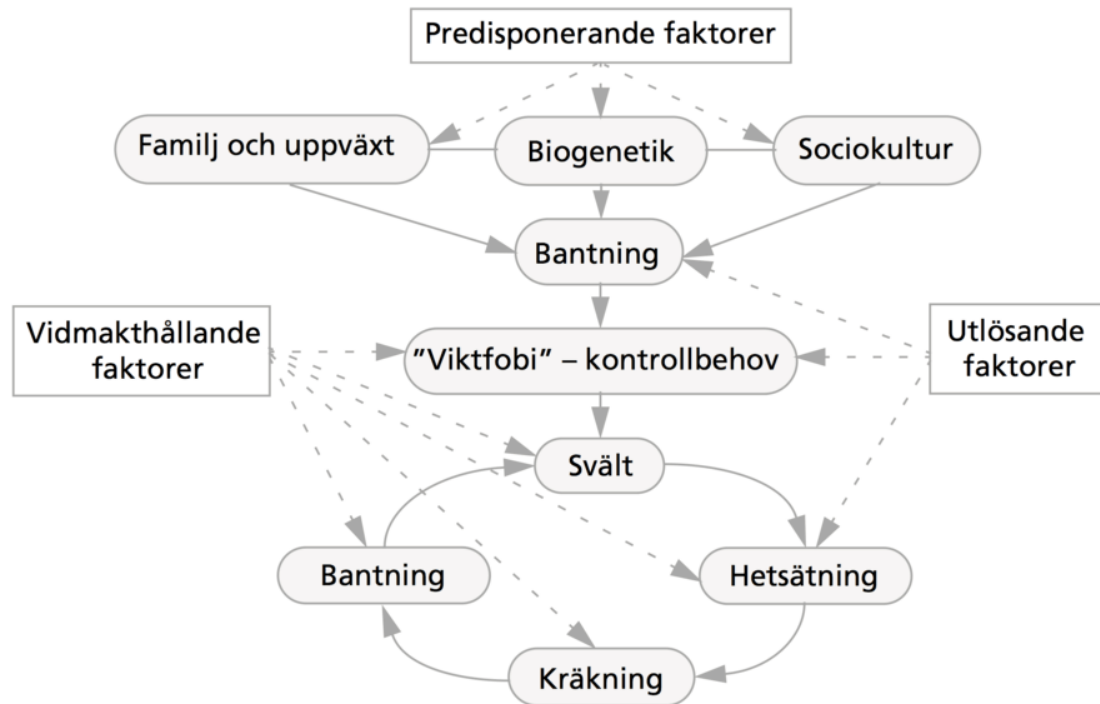 Predisponerande faktorer
Familj och uppväxt
Biogenetik
Sociokultur
Bantning
Vidmakthållande
faktorer
”Viktfobi” – kontrollbehov
Utlösande
faktorer
Svält
Bantning
Hetsätning
Kräkning